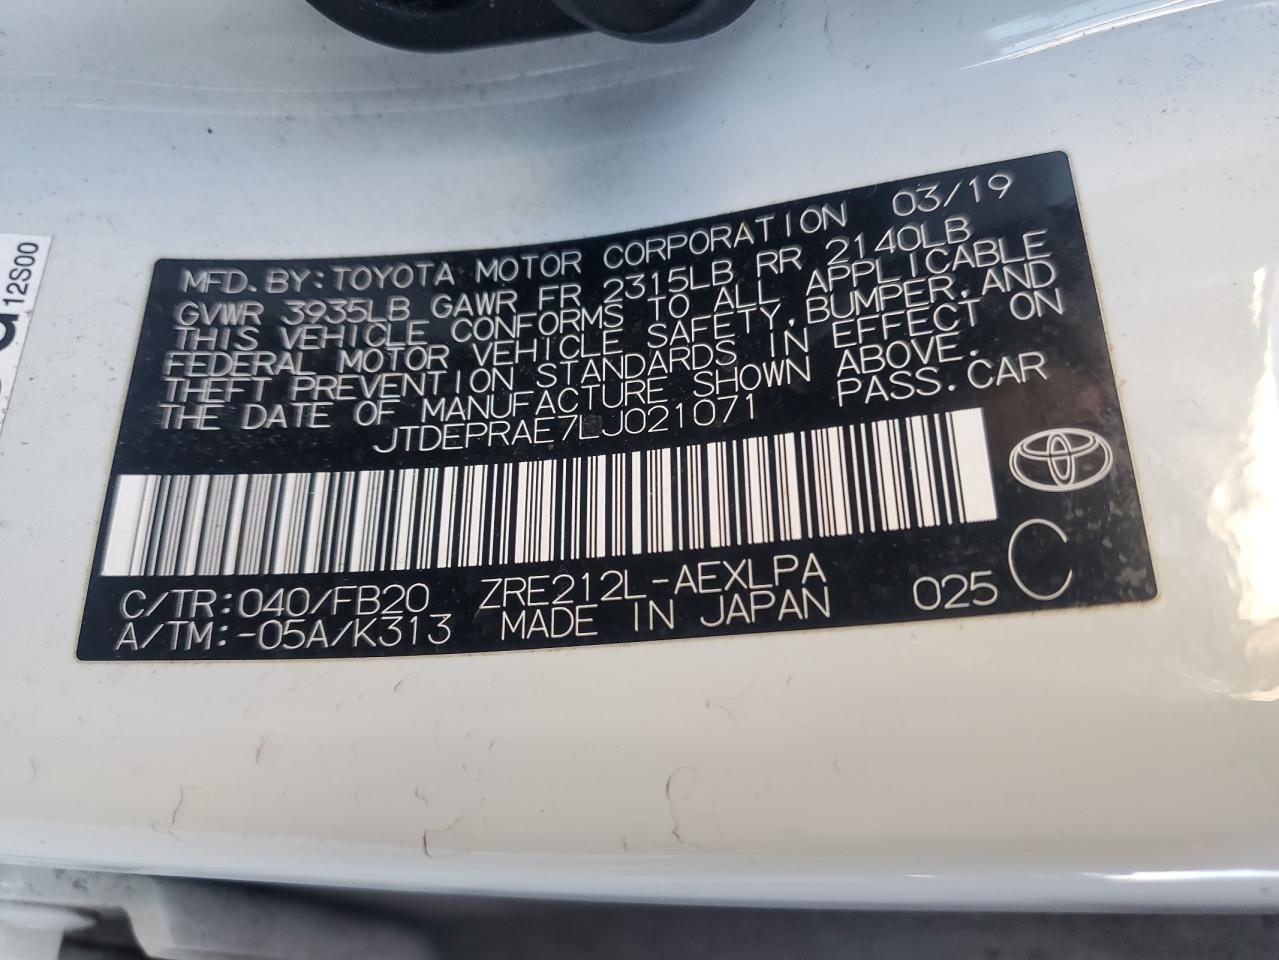 MFD. BY: TOYOTA MOTOR CORPORATION 03/19
GVWR 3935LB GAWR FR 2315LB RR 2140LB
THIS VEHICLE CONFORMS TO ALL APPLICABLE
FEDERAL MOTOR VEHICLE SAFETY, BUMPER, AND
THEFT PREVENTION STANDARDS IN EFFECT ON
THE DATE OF MANUFACTURE SHOWN ABOVE.
JTDEPRAE7LJ021071 PASS. CAR
C/TR: 040/FB20 ZRE212L-AEXLPA 025 C
A/TM: -05A/K313 MADE IN JAPAN
12S00